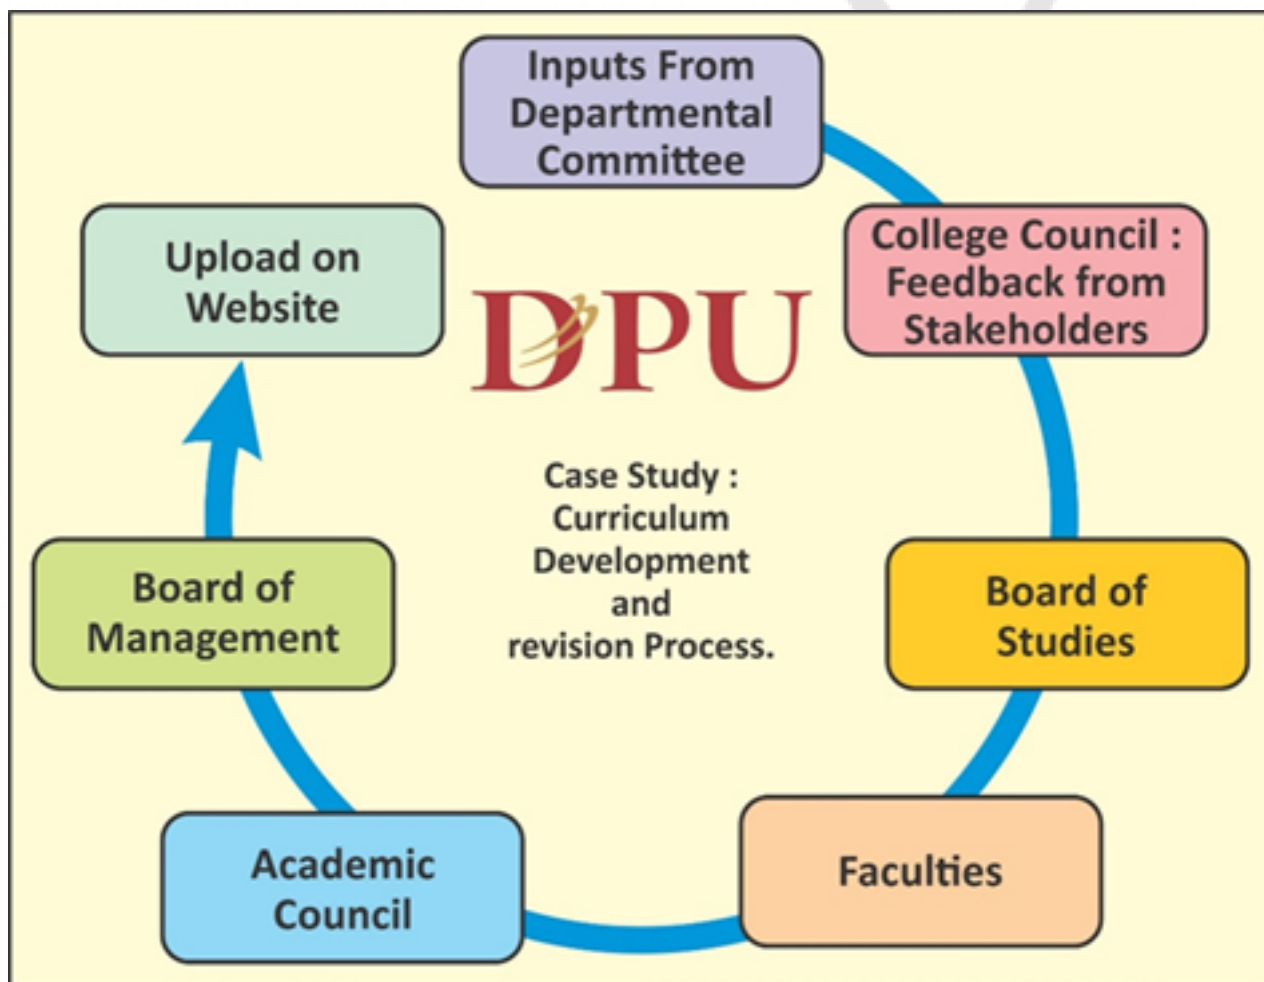 Inputs From
Departmental
Committee
College Council :
Feedback from
Stakeholders
Board of
Studies
Faculties
Academic
Council
Board of
Management
Upload on
Website
DPU
Case Study :
Curriculum
Development
and
revision Process.